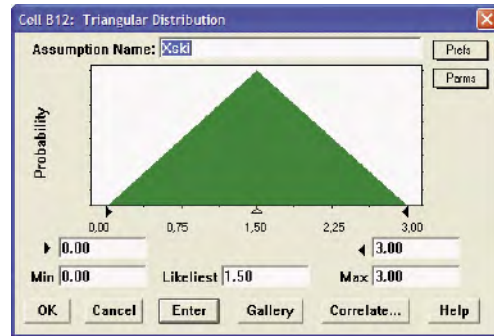 Cell B12: Triangular Distribution
Assumption Name: Xski
Prefs
Parms
Probability
0,00 0,75 1,50 2,25 3,00
0.00 3.00
Min 0.00 Likeliest 1.50 Max 3.00
OK Cancel Enter Gallery Correlate... Help